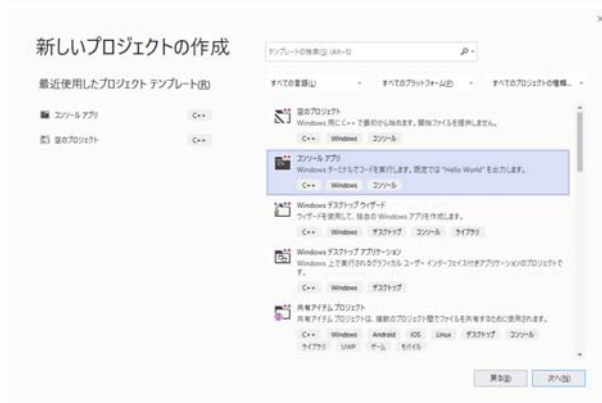 新しいプロジェクトの作成
テンプレートの検索(S) (Alt+S)
最近使用したプロジェクト テンプレート(R)
すべての言語(L)
すべてのプラットフォーム(P)
すべてのプロジェクトの種類...
コンソール アプリ
C++
空のプロジェクト
C++
空のプロジェクト
Windows 用に C++ で最初から始めます。開始ファイルを提供しません。
C++ Windows コンソール
コンソール アプリ
Windows ターミナルでコードを実行します。既定では "Hello World" を出力します。
C++ Windows コンソール
Windows デスクトップ ウィザード
ウィザードを使用して、独自の Windows アプリを作成します。
C++ Windows デスクトップ コンソール ライブラリ
Windows デスクトップ アプリケーション
Windows 上で実行されるグラフィカル ユーザー インターフェイス付きアプリケーションのプロジェクトで
す。
C++ Windows デスクトップ
共有アイテム プロジェクト
共有アイテム プロジェクトは、複数のプロジェクト間でファイルを共有するために使用されます。
C++ Windows Android iOS Linux デスクトップ コンソール
ライブラリ UWP ゲーム モバイル
戻る(B)
次へ(N)